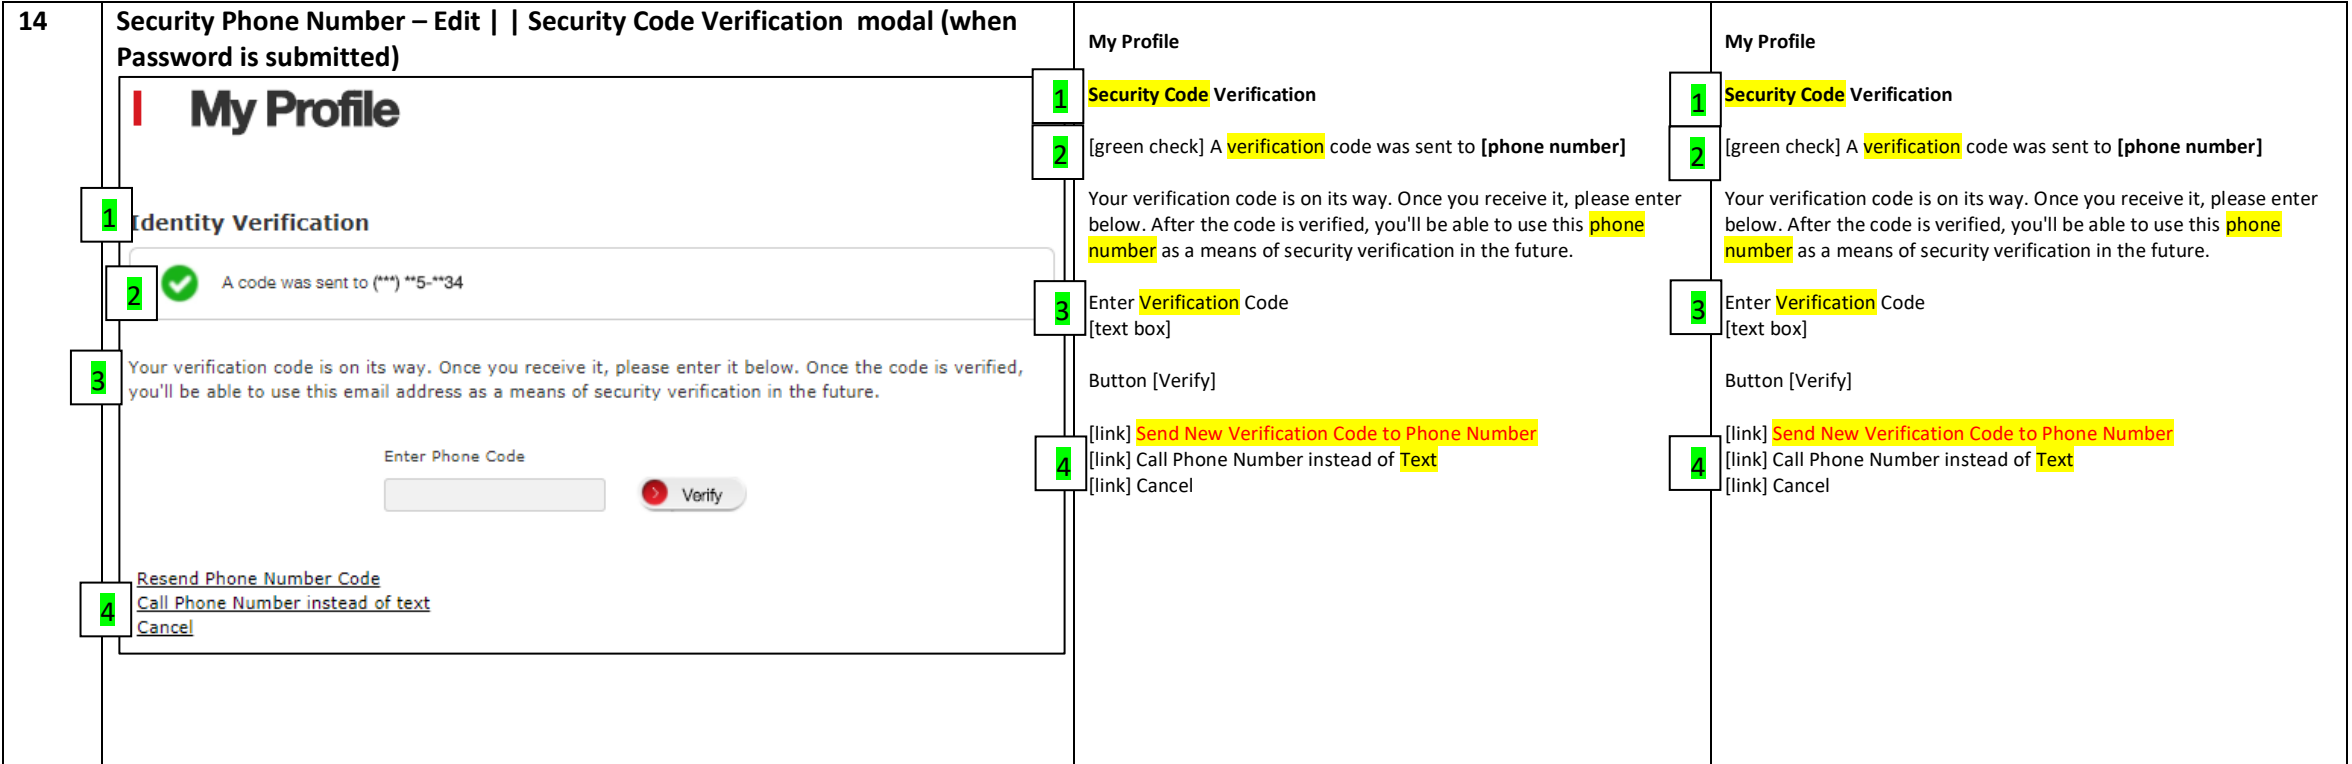 14
Security Phone Number – Edit | | Security Code Verification modal (when
Password is submitted)
My Profile
1
Identity Verification
2
A code was sent to (***) **5-**34
3
Your verification code is on its way. Once you receive it, please enter it below. Once the code is verified,
you'll be able to use this email address as a means of security verification in the future.
Enter Phone Code
Verify
4
Resend Phone Number Code
Call Phone Number instead of text
Cancel
My Profile
1
Security Code Verification
2
[green check] A verification code was sent to [phone number]
Your verification code is on its way. Once you receive it, please enter
below. After the code is verified, you'll be able to use this phone
number as a means of security verification in the future.
3
Enter Verification Code
[text box]
Button [Verify]
[link] Send New Verification Code to Phone Number
4
[link] Call Phone Number instead of Text
[link] Cancel
My Profile
1
Security Code Verification
2
[green check] A verification code was sent to [phone number]
Your verification code is on its way. Once you receive it, please enter
below. After the code is verified, you'll be able to use this phone
number as a means of security verification in the future.
3
Enter Verification Code
[text box]
Button [Verify]
[link] Send New Verification Code to Phone Number
4
[link] Call Phone Number instead of Text
[link] Cancel